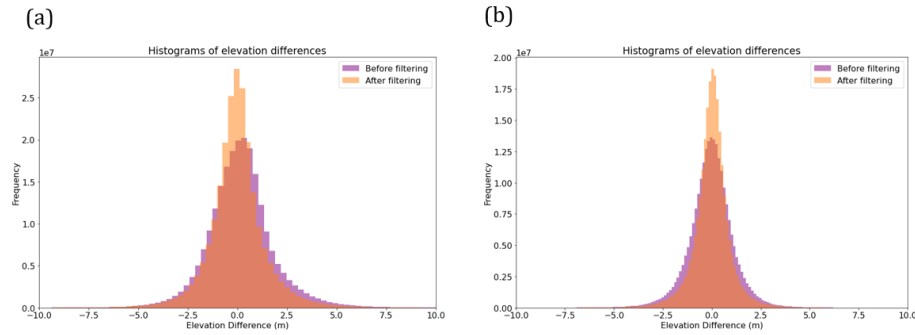 (a)
Histograms of elevation differences
1e7
Before filtering
After filtering
2.5
2.0
1.5
1.0
0.5
0.0
Frequency
−10.0 −7.5 −5.0 −2.5 0.0 2.5 5.0 7.5 10.0
Elevation Difference (m)
(b)
Histograms of elevation differences
1e7
Before filtering
After filtering
2.00
1.75
1.50
1.25
1.00
0.75
0.50
0.25
0.00
Frequency
−10.0 −7.5 −5.0 −2.5 0.0 2.5 5.0 7.5 10.0
Elevation Difference (m)